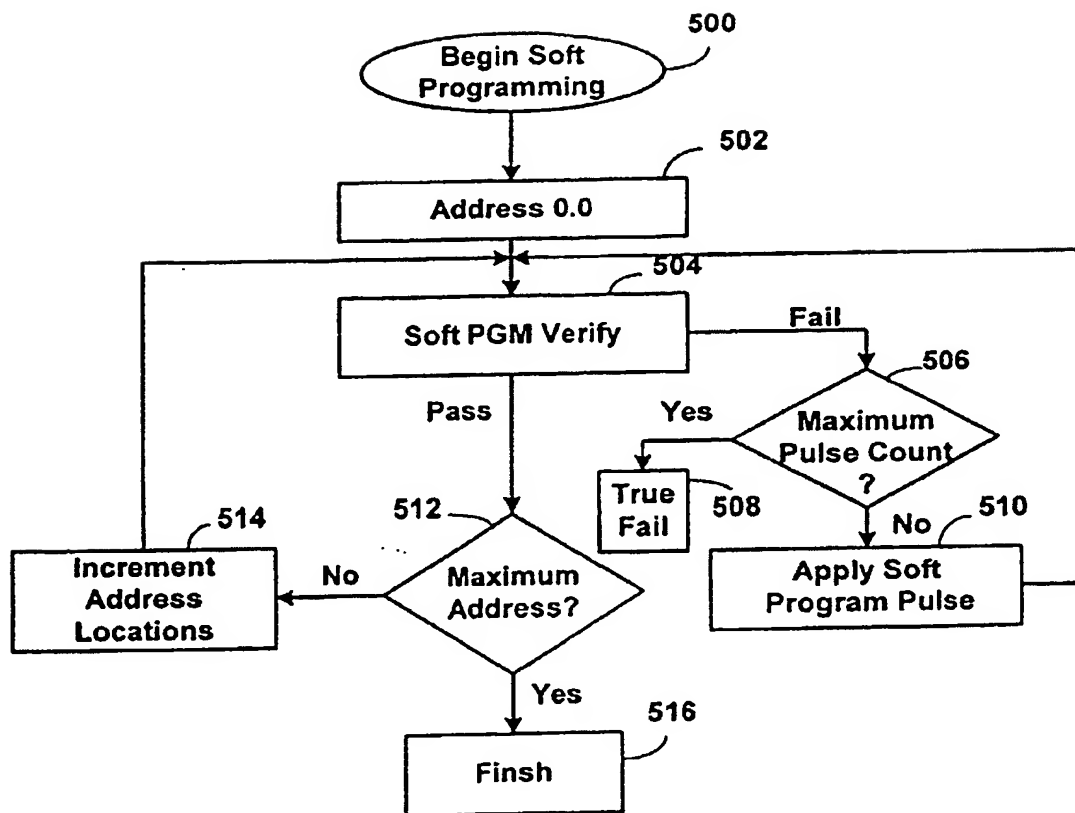 500
Begin Soft
Programming
502
Address 0.0
504
Soft PGM Verify
Fail
506
Pass
Yes
Maximum
Pulse Count
?
True
Fail
508
512
514
No
510
Increment
Address
Locations
No
Maximum
Address?
Apply Soft
Program Pulse
Yes
516
Finsh